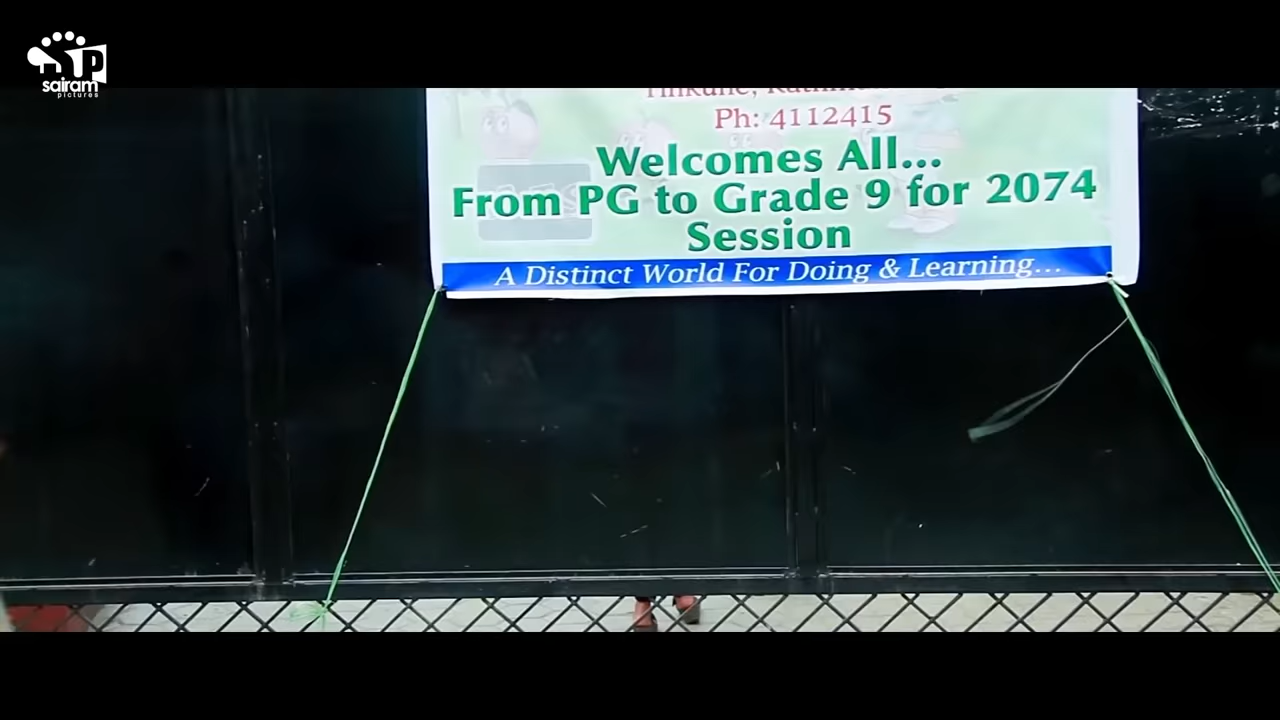 sairam
pictures
Ph: 4112415
Welcomes All...
From PG to Grade 9 for 2074
Session
A Distinct World For Doing & Learning...